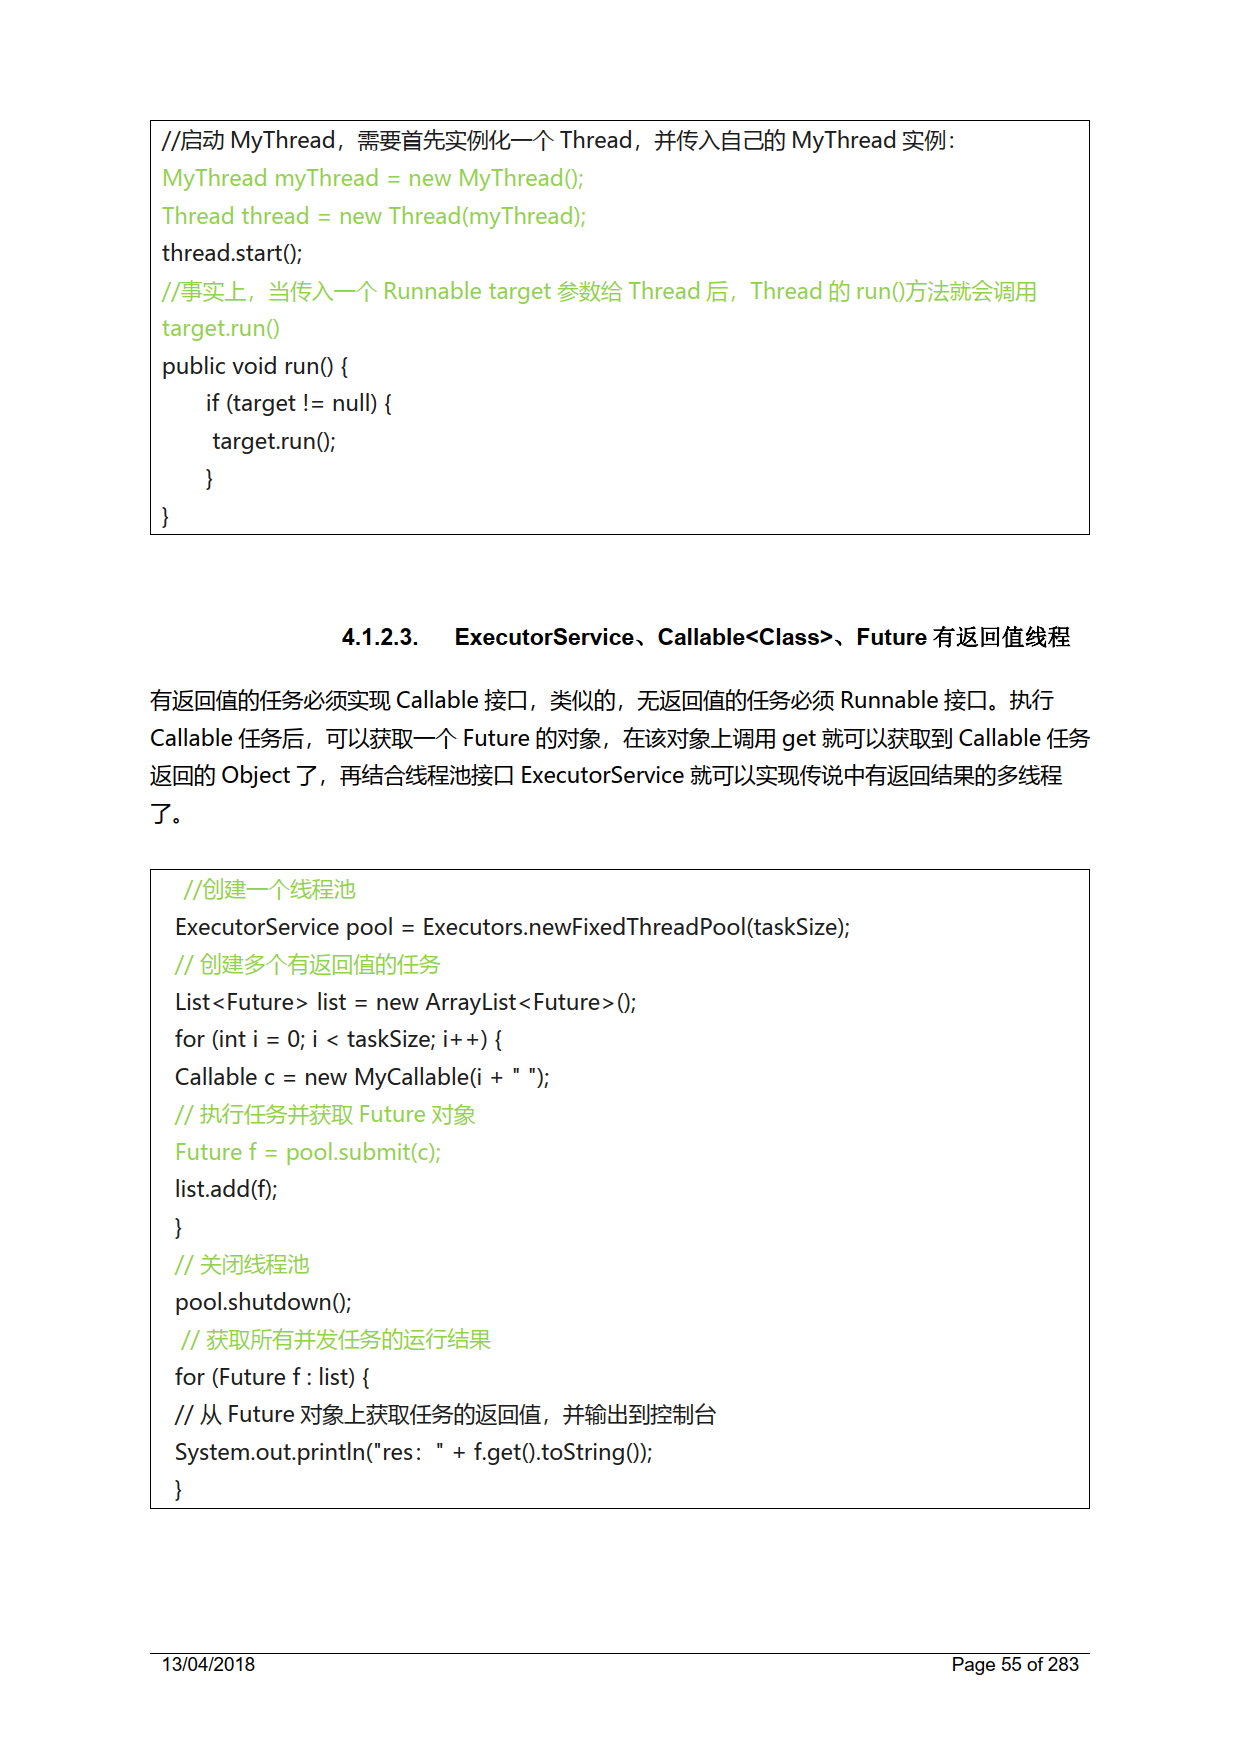 //启动 MyThread，需要首先实例化一个 Thread，并传入自己的 MyThread 实例：
MyThread myThread = new MyThread();
Thread thread = new Thread(myThread);
thread.start();
//事实上，当传入一个 Runnable target 参数给 Thread 后，Thread 的 run()方法就会调用
target.run()
public void run() {
if (target != null) {
target.run();
}
}
4.1.2.3. ExecutorService、Callable<Class>、Future 有返回值线程
有返回值的任务必须实现 Callable 接口，类似的，无返回值的任务必须 Runnable 接口。执行
Callable 任务后，可以获取一个 Future 的对象，在该对象上调用 get 就可以获取到 Callable 任务
返回的 Object 了，再结合线程池接口 ExecutorService 就可以实现传说中有返回结果的多线程
了。
//创建一个线程池
ExecutorService pool = Executors.newFixedThreadPool(taskSize);
// 创建多个有返回值的任务
List<Future> list = new ArrayList<Future>();
for (int i = 0; i < taskSize; i++) {
Callable c = new MyCallable(i + " ");
// 执行任务并获取 Future 对象
Future f = pool.submit(c);
list.add(f);
}
// 关闭线程池
pool.shutdown();
// 获取所有并发任务的运行结果
for (Future f : list) {
// 从 Future 对象上获取任务的返回值，并输出到控制台
System.out.println("res：" + f.get().toString());
}
13/04/2018 Page 55 of 283